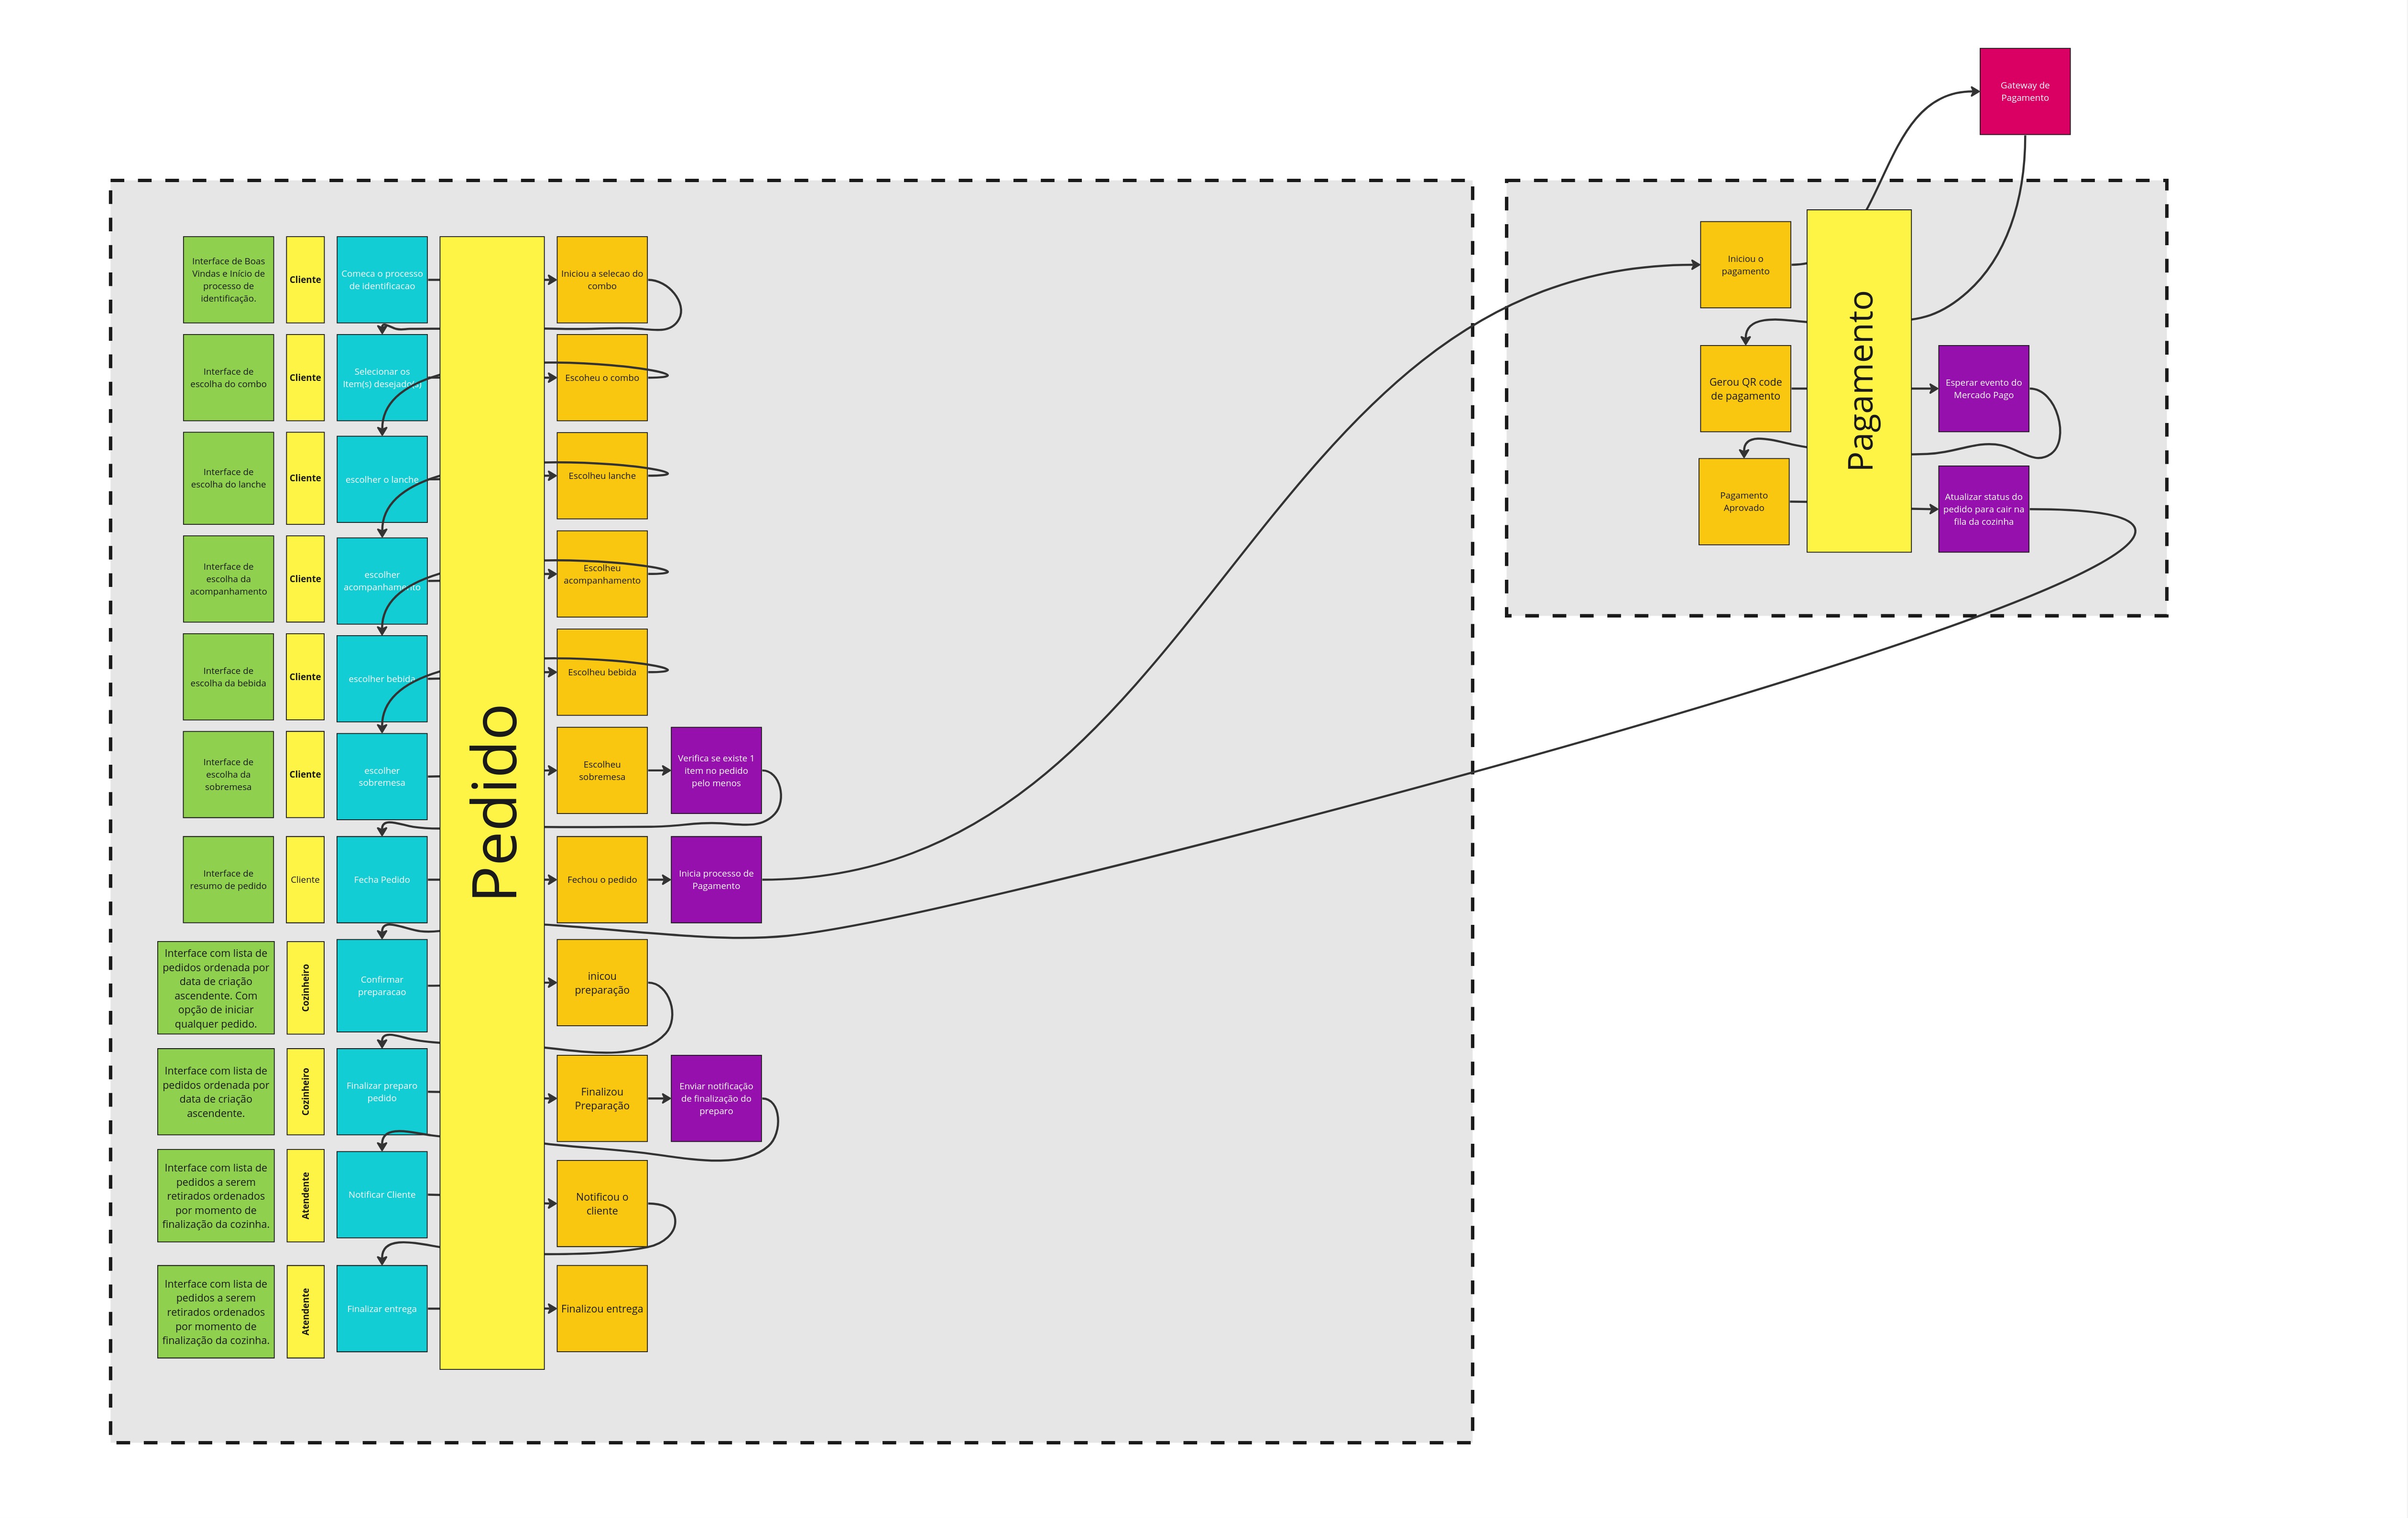 Gateway de
Pagamento
Interface de Boas
Vindas e Início de
processo de
identificação.
Cliente
Comeca o processo
de identificacao
Iniciou a selecao do
combo
Interface de
escolha do combo
Cliente
Selecionar os
Item(s) desejado(s)
Escoheu o combo
Interface de
escolha do lanche
Cliente
escolher o lanche
Escolheu lanche
Interface de
escolha da
acompanhamento
Cliente
escolher
acompanhamento
Escolheu
acompanhamento
Interface de
escolha da bebida
Cliente
escolher bebida
Escolheu bebida
Interface de
escolha da
sobremesa
Cliente
escolher
sobremesa
Escolheu
sobremesa
Verifica se existe 1
item no pedido
pelo menos
Pedido
Interface de
resumo de pedido
Cliente
Fecha Pedido
Fechou o pedido
Inicia processo de
Pagamento
Interface com lista de
pedidos ordenada por
data de criação
ascendente. Com
opção de iniciar
qualquer pedido.
Cozinheiro
Confirmar
preparacao
inicou
preparação
Interface com lista de
pedidos ordenada por
data de criação
ascendente.
Cozinheiro
Finalizar preparo
pedido
Finalizou
Preparação
Enviar notificação
de finalização do
preparo
Interface com lista de
pedidos a serem
retirados ordenados
por momento de
finalização da cozinha.
Atendente
Notificar Cliente
Notificou o
cliente
Interface com lista de
pedidos a serem
retirados ordenados
por momento de
finalização da cozinha.
Atendente
Finalizar entrega
Finalizou entrega
Iniciou o
pagamento
Pagamento
Gerou QR code
de pagamento
Esperar evento do
Mercado Pago
Pagamento
Aprovado
Atualizar status do
pedido para cair na
fila da cozinha